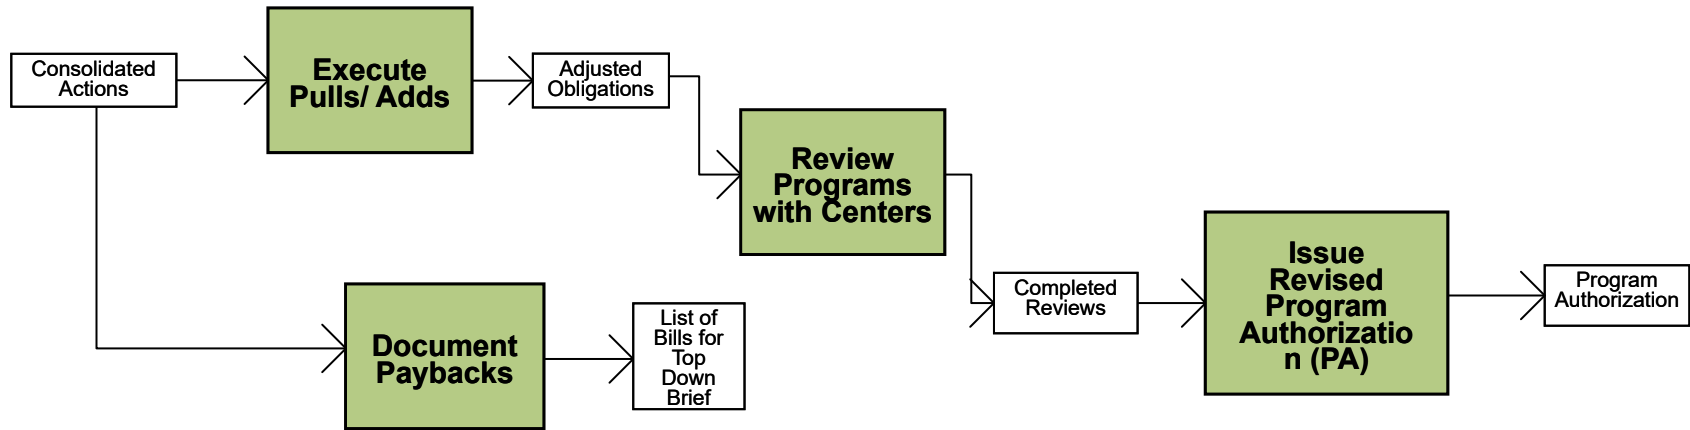 Consolidated
Actions
Execute
Pulls/ Adds
Adjusted
Obligations
Review
Programs
with Centers
Issue
Revised
Program
Authorizatio
n (PA)
Completed
Reviews
Program
Authorization
Document
Paybacks
List of
Bills for
Top
Down
Brief